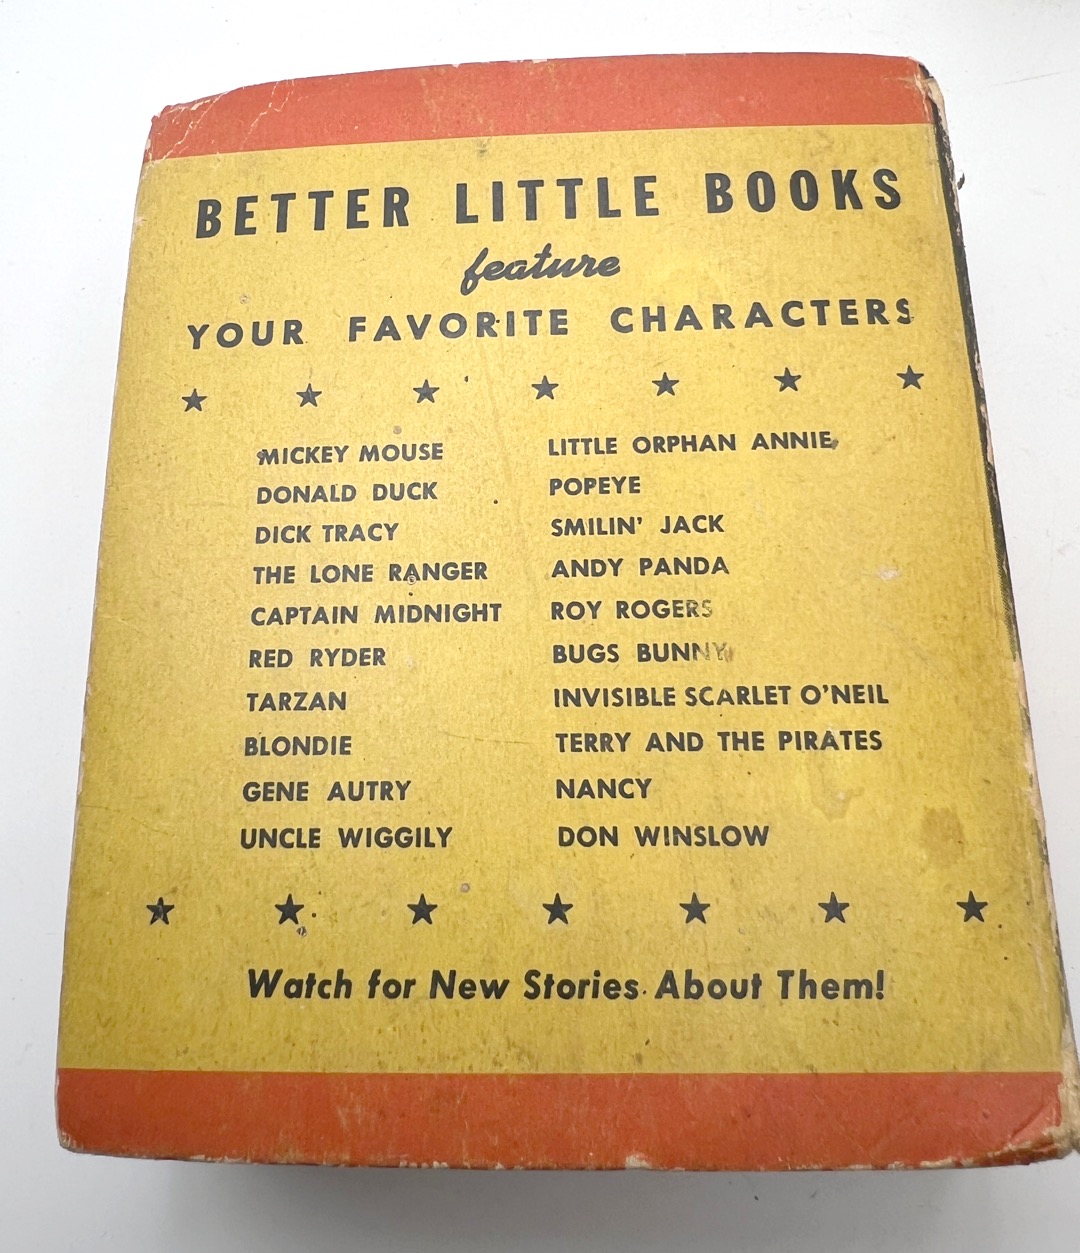 BETTER LITTLE BOOKS
feature
YOUR FAVORITE CHARACTERS
MICKEY MOUSE
DONALD DUCK
DICK TRACY
THE LONE RANGER
CAPTAIN MIDNIGHT
RED RYDER
TARZAN
BLONDIE
GENE AUTRY
UNCLE WIGGILY
LITTLE ORPHAN ANNIE
POPEYE
SMILIN' JACK
ANDY PANDA
ROY ROGERS
BUGS BUNNY
INVISIBLE SCARLET O'NEIL
TERRY AND THE PIRATES
NANCY
DON WINSLOW
Watch for New Stories About Them!